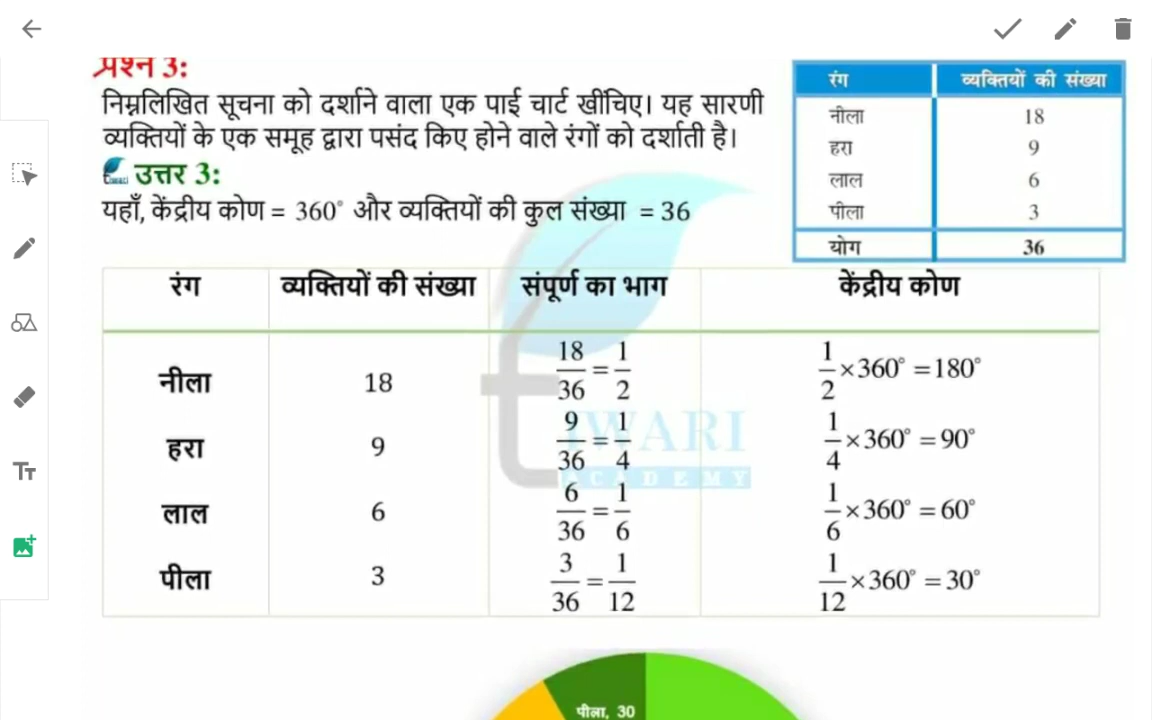 प्रश्न 3:
निम्नलिखित सूचना को दर्शाने वाला एक पाई चार्ट खींचिए। यह सारणी
व्यक्तियों के एक समूह द्वारा पसंद किए होने वाले रंगों को दर्शाती है।
उत्तर 3:
यहाँ, केंद्रीय कोण = 360° और व्यक्तियों की कुल संख्या = 36
रंग व्यक्तियों की संख्या
नीला 18
हरा 9
लाल 6
पीला 3
योग 36
रंग व्यक्तियों की संख्या संपूर्ण का भाग केंद्रीय कोण
नीला 18 18/36 = 1/2 1/2 × 360° = 180°
हरा 9 9/36 = 1/4 1/4 × 360° = 90°
लाल 6 6/36 = 1/6 1/6 × 360° = 60°
पीला 3 3/36 = 1/12 1/12 × 360° = 30°
TIWARI
ACADEMY
पीला, 30
Tт